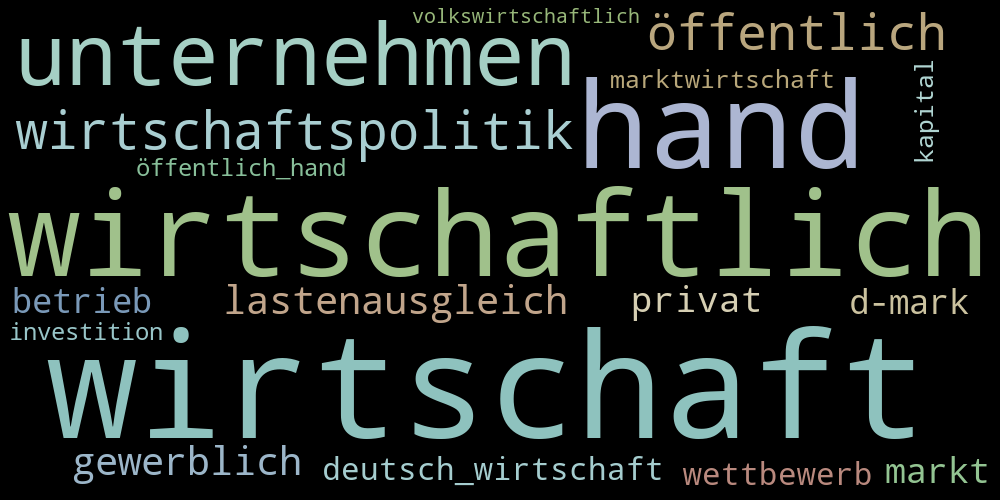 volkswirtschaftlich
unternehmen
öffentlich
marktwirtschaft
kapital
wirtschaftspolitik
hand
öffentlich_hand
wirtschaftlich
betrieb
lastenausgleich
privat
d-mark
investition
wirtschaft
gewerblich
deutsch_wirtschaft
wettbewerb
markt